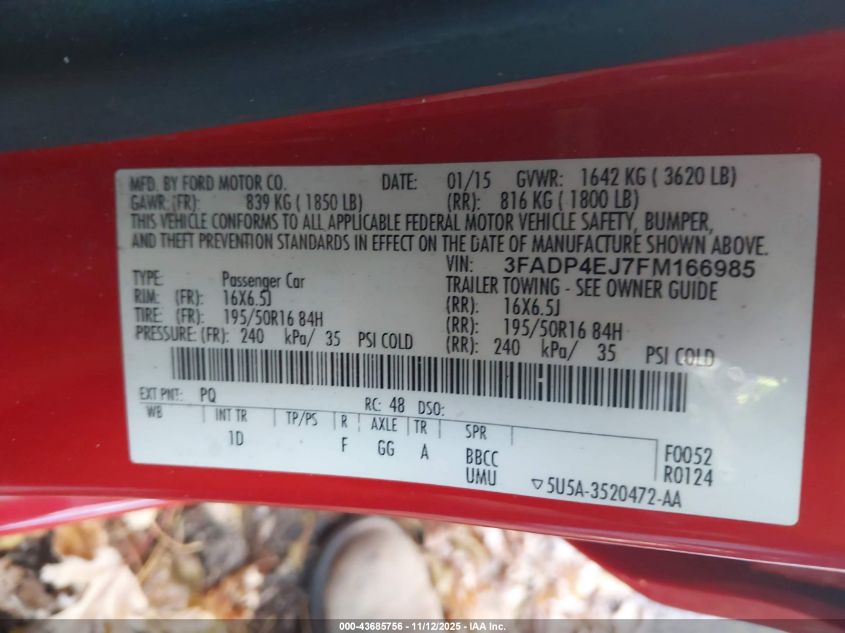 MFD. BY FORD MOTOR CO. DATE: 01/15 GVWR: 1642 KG ( 3620 LB)
GAWR: (FR): 839 KG ( 1850 LB) (RR): 816 KG ( 1800 LB)
THIS VEHICLE CONFORMS TO ALL APPLICABLE FEDERAL MOTOR VEHICLE SAFETY, BUMPER,
AND THEFT PREVENTION STANDARDS IN EFFECT ON THE DATE OF MANUFACTURE SHOWN ABOVE.
VIN: 3FADP4EJ7FM166985
TYPE: Passenger Car TRAILER TOWING - SEE OWNER GUIDE
RIM: (FR): 16X6.5J (RR): 16X6.5J
TIRE: (FR): 195/50R16 84H (RR): 195/50R16 84H
PRESSURE: (FR): 240 kPa/ 35 PSI COLD (RR): 240 kPa/ 35 PSI COLD
EXT PNT: PQ RC: 48 DSO:
WB INT TR TP/PS R AXLE TR SPR F0052
1D F GG A BBCC R0124
UMU ▽5U5A-3520472-AA
000-43685756 - 11/12/2025 - IAA Inc.